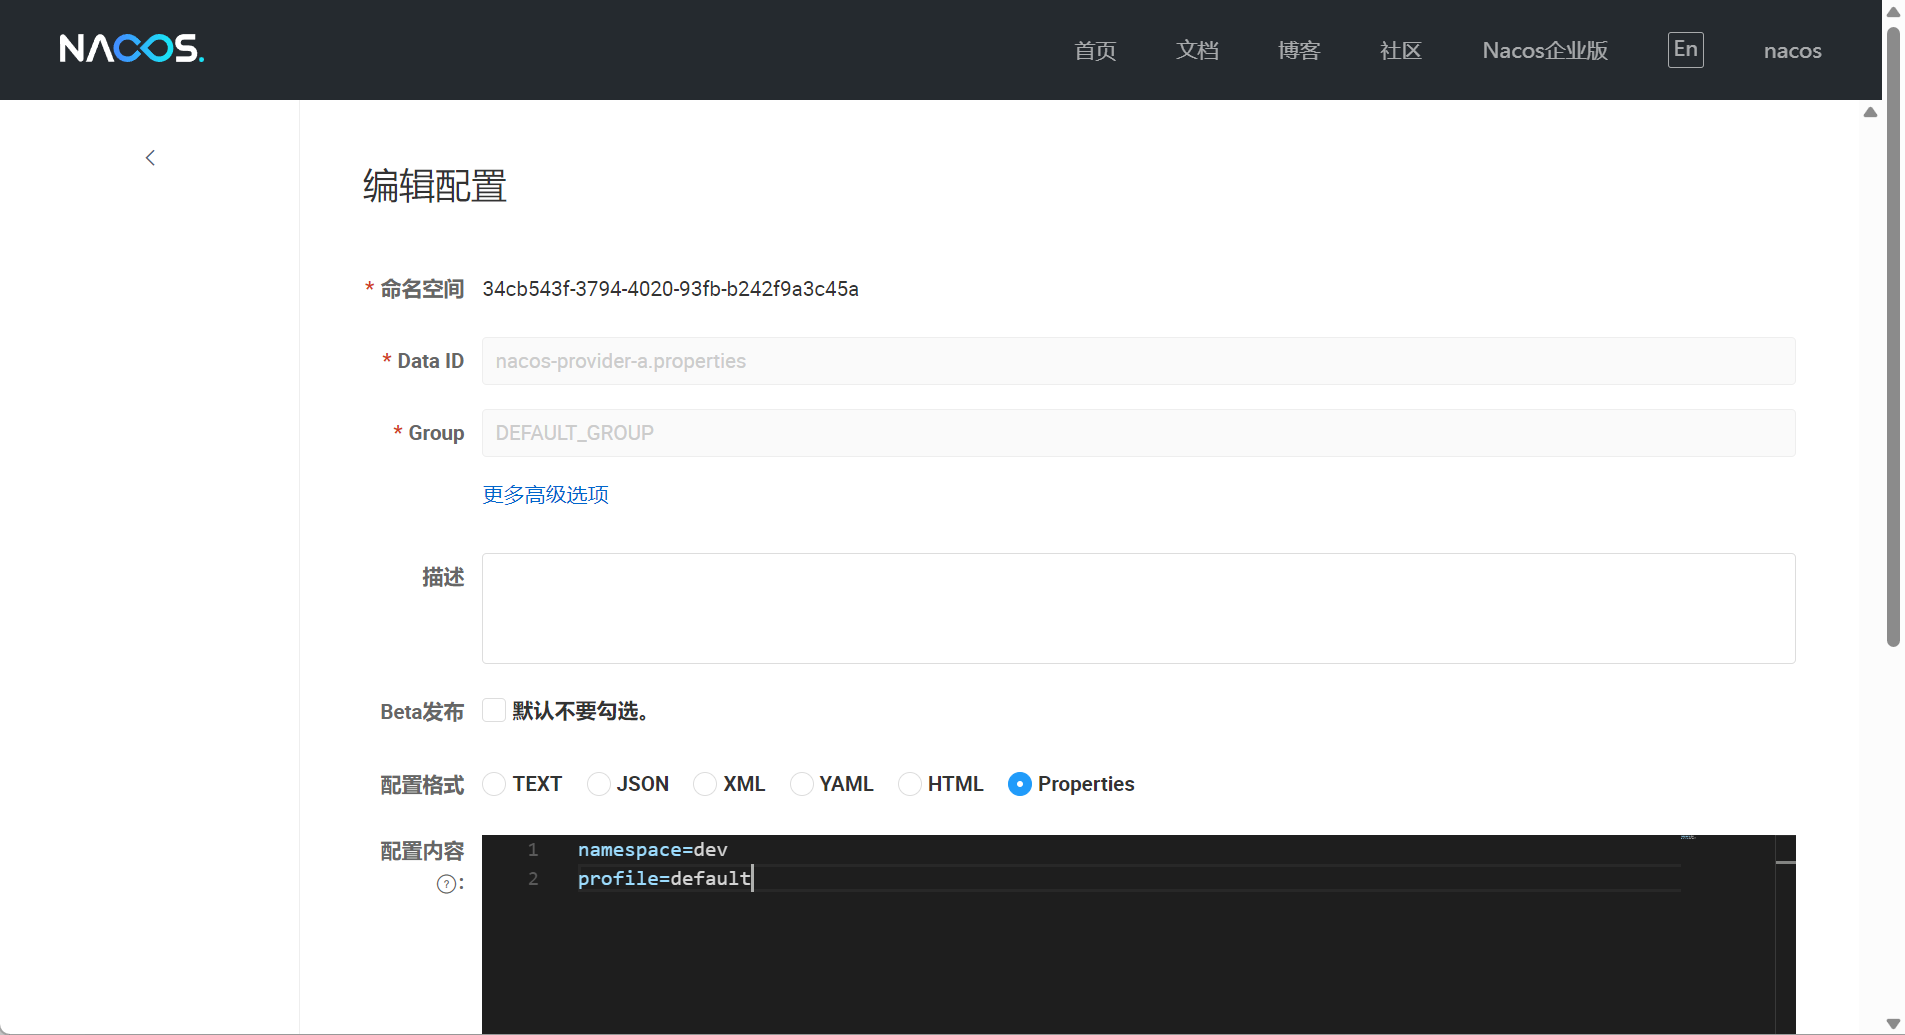 NACOS.
首页 文档 博客 社区 Nacos企业版 En nacos
编辑配置
* 命名空间 34cb543f-3794-4020-93fb-b242f9a3c45a
* Data ID nacos-provider-a.properties
* Group DEFAULT_GROUP
更多高级选项
描述
Beta发布 默认不要勾选。
配置格式 TEXT JSON XML YAML HTML Properties
配置内容 1 namespace=dev
?: 2 profile=default